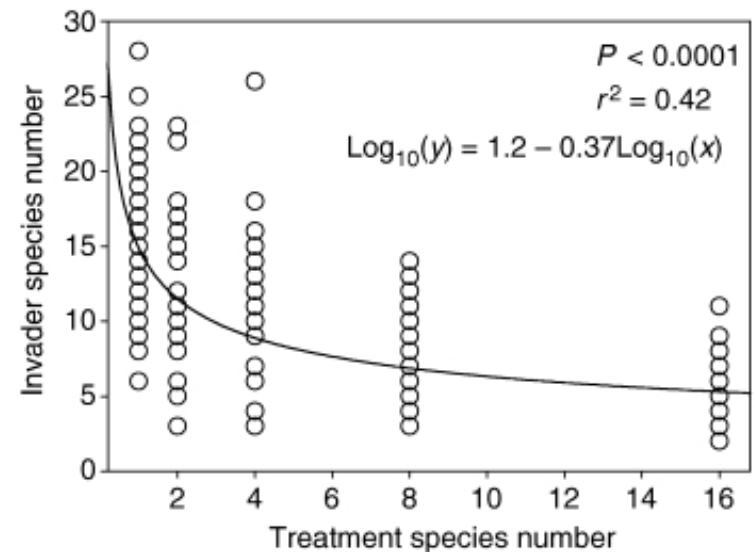 30
25
20
15
10
5
0
Invader species number
P < 0.0001
r² = 0.42
Log₁₀(y) = 1.2 – 0.37Log₁₀(x)
2 4 6 8 10 12 14 16
Treatment species number